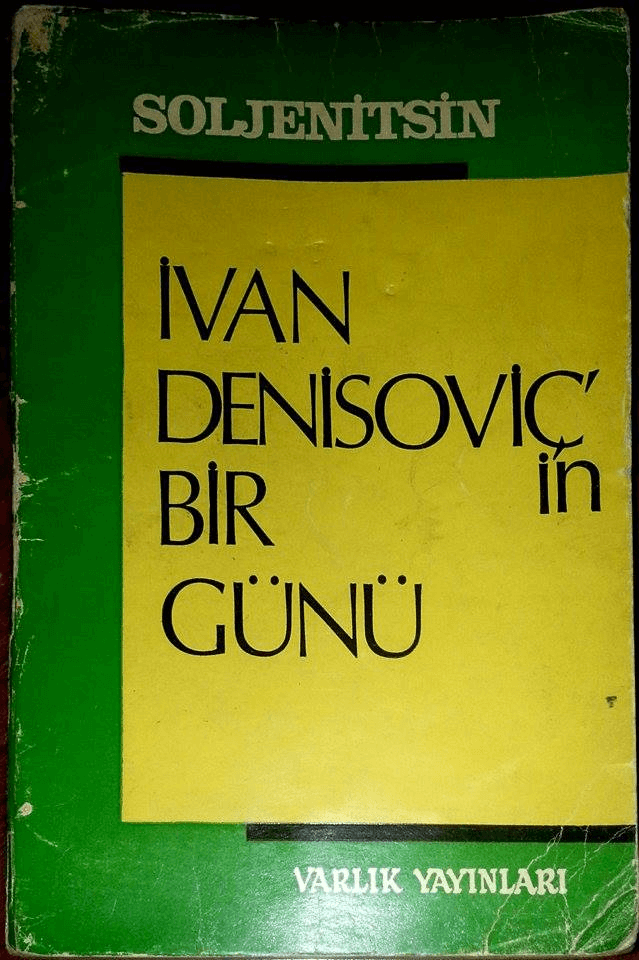 SOLJENİTSİN
İVAN
DENİSOVİÇ'
in
BİR
GÜNÜ
VARLIK YAYINLARI